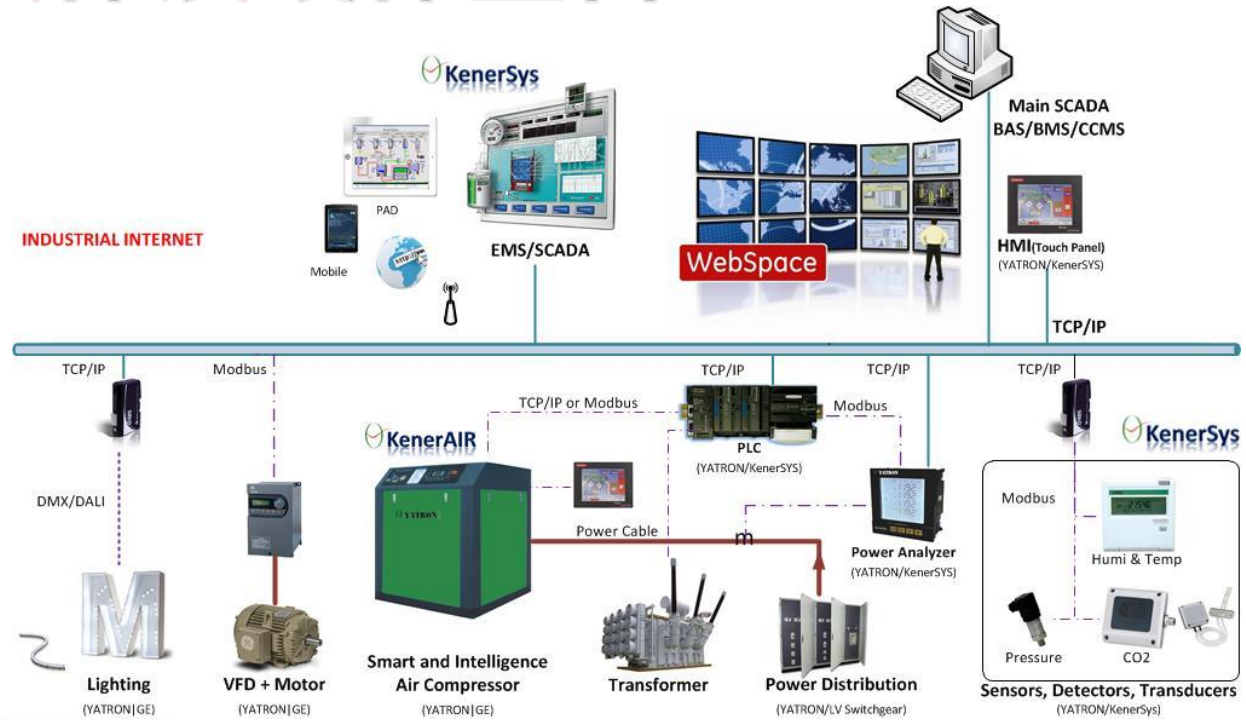 KenerSys
Main SCADA
BAS/BMS/CCMS
PAD
INDUSTRIAL INTERNET
http://
Mobile
EMS/SCADA
WebSpace
HMI(Touch Panel)
(YATRON/KenerSYS)
TCP/IP
TCP/IP
Modbus
TCP/IP
TCP/IP
TCP/IP
TCP/IP or Modbus
Modbus
KenerAIR
PLC
(YATRON/KenerSYS)
KenerSys
DMX/DALI
YATRON
YATRON
Modbus
Power Cable
m
Power Analyzer
(YATRON/KenerSYS)
Humi & Temp
Pressure
CO2
Lighting
(YATRON|GE)
VFD + Motor
(YATRON|GE)
Smart and Intelligence
Air Compressor
(YATRON|GE)
Transformer
Power Distribution
(YATRON/LV Switchgear)
Sensors, Detectors, Transducers
(YATRON/KenerSys)